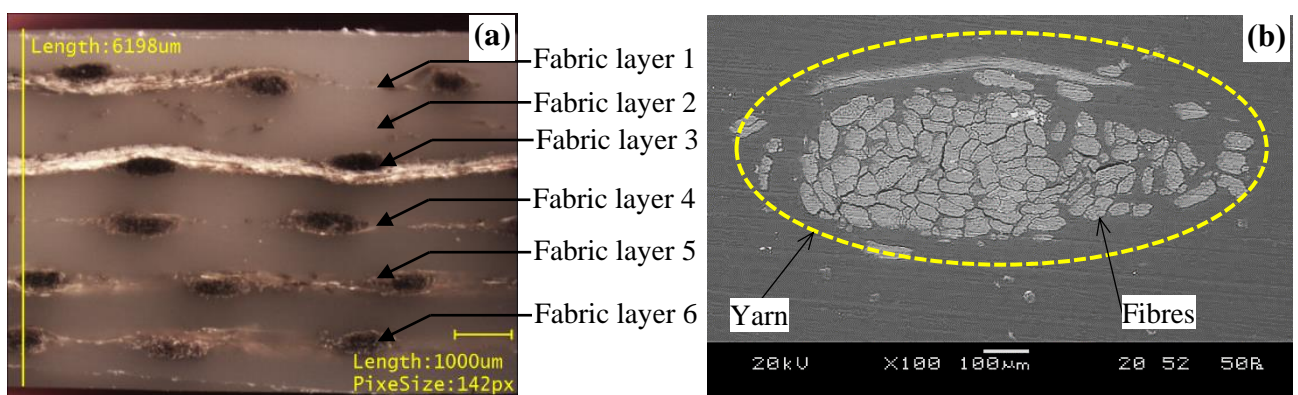 (a)
Length:6198um
Fabric layer 1
Fabric layer 2
Fabric layer 3
Fabric layer 4
Fabric layer 5
Fabric layer 6
Length:1000um
PixeSize:142px
(b)
Yarn
Fibres
20kV X100 100µm 20 52 50Pa